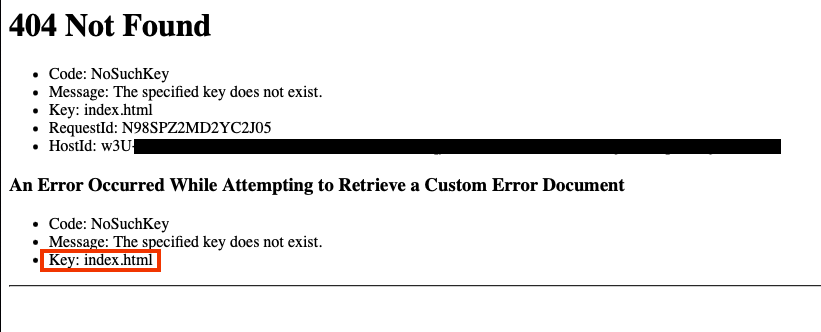 404 Not Found
Code: NoSuchKey
Message: The specified key does not exist.
Key: index.html
RequestId: N98SPZ2MD2YC2J05
HostId: w3U
An Error Occurred While Attempting to Retrieve a Custom Error Document
Code: NoSuchKey
Message: The specified key does not exist.
Key: index.html